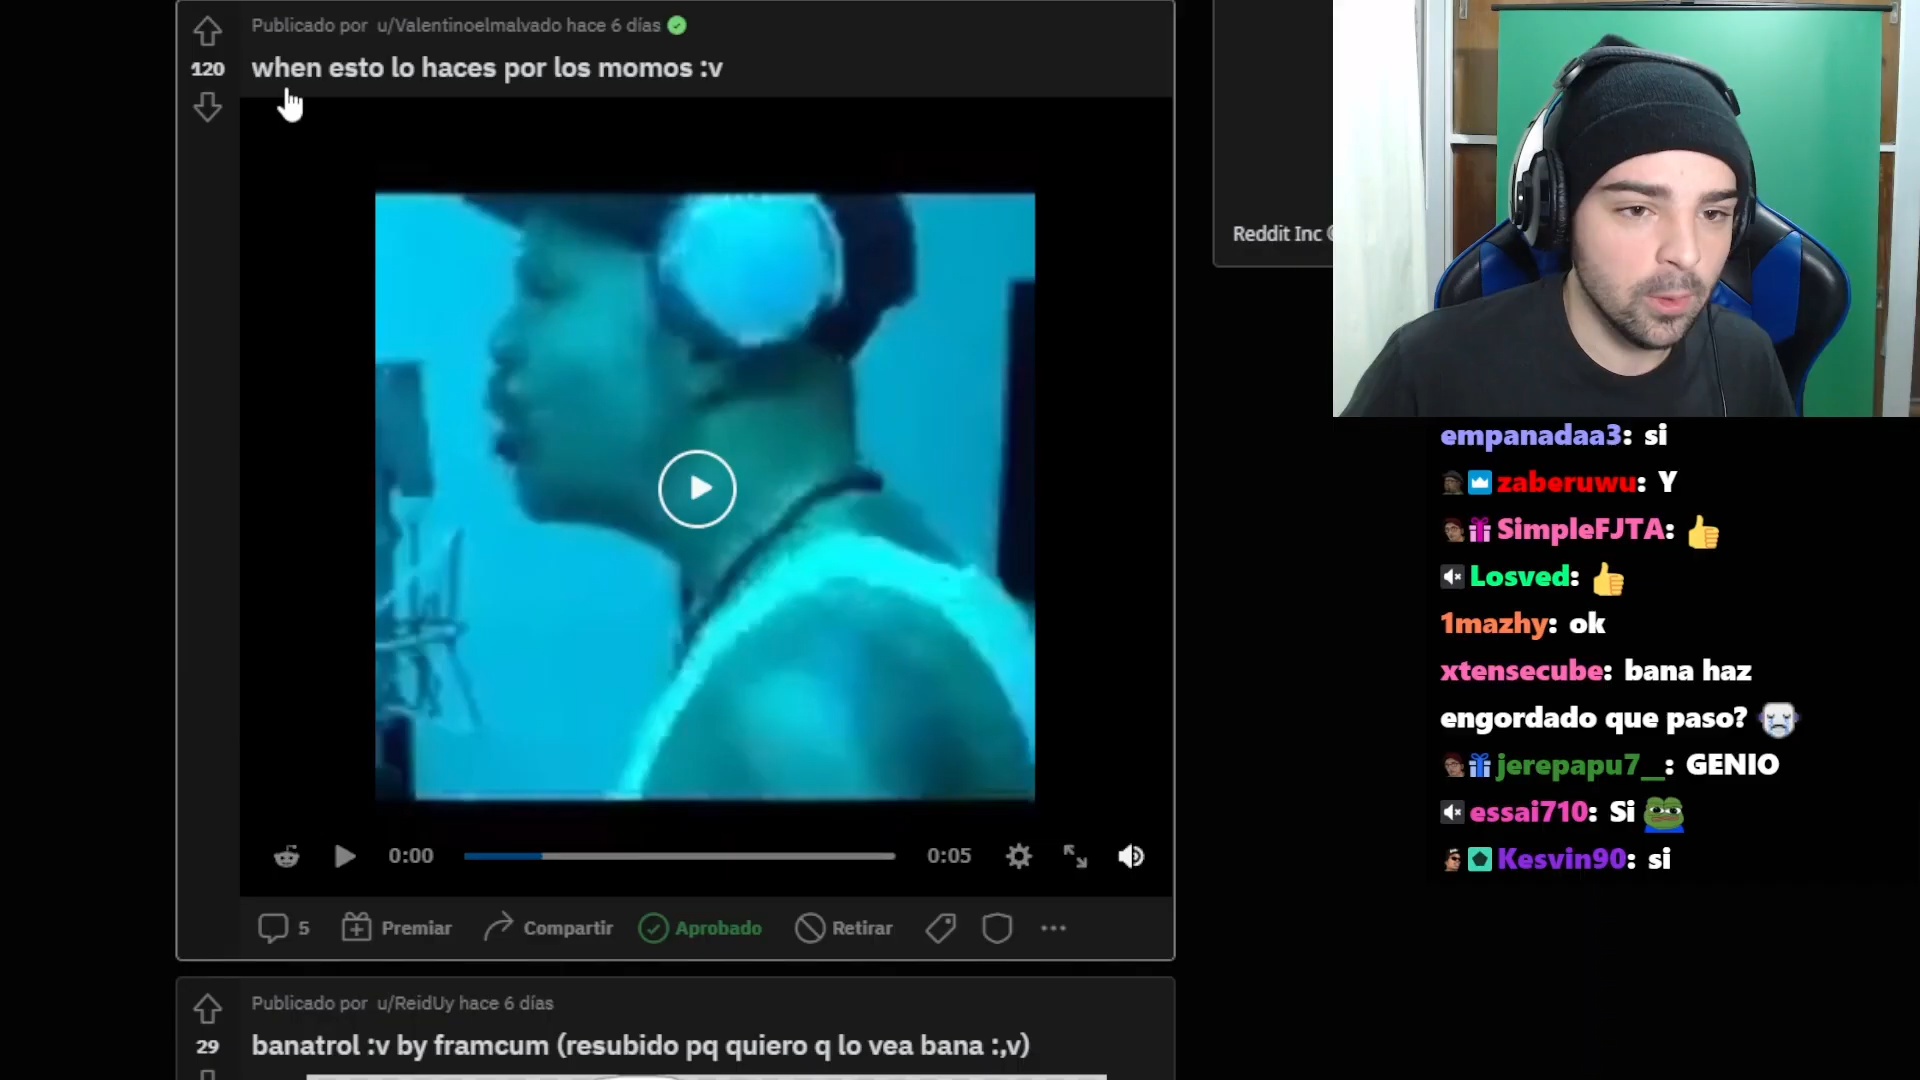 Publicado por u/Valentinoelmalvado hace 6 días
120
when esto lo haces por los momos :v
Reddit Inc
0:00
0:05
5
Premiar
Compartir
Aprobado
Retirar
Publicado por u/ReidUy hace 6 días
29
banatrol :v by framcum (resubido pq quiero q lo vea bana :,v)
empanadaa3: si
zaberuwu: Y
SimpleFJTA: 👍
Losved: 👍
1mazhy: ok
xtensecube: bana haz
engordado que paso?
jerepapu7__: GENIO
essai710: Si
Kesvin90: si